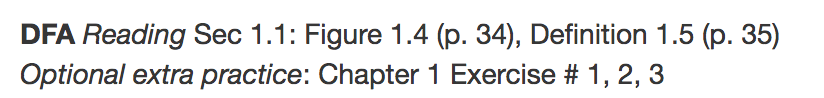 DFA Reading Sec 1.1: Figure 1.4 (p. 34), Definition 1.5 (p. 35)
Optional extra practice: Chapter 1 Exercise # 1, 2, 3